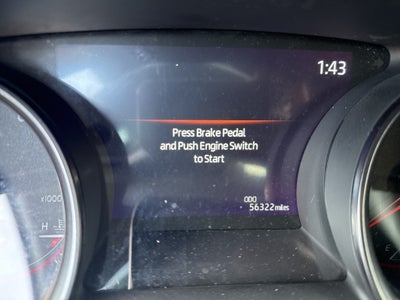 1:43
Press Brake Pedal
and Push Engine Switch
to Start
ODO
56322 miles
x1000
H
E